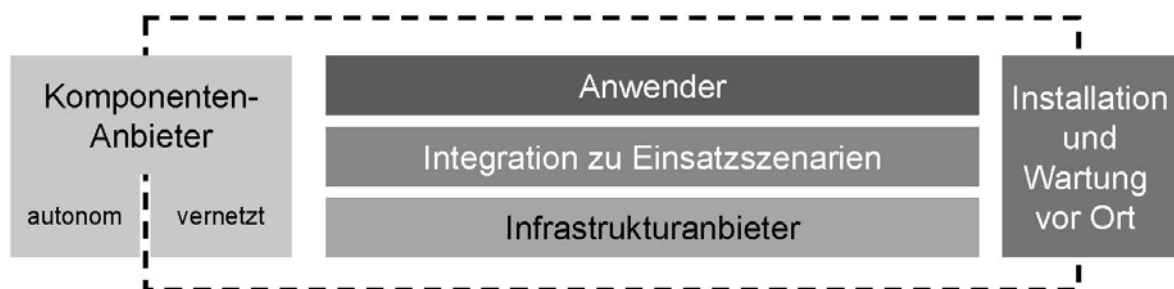 Komponenten-
Anbieter
autonom
vernetzt
Anwender
Integration zu Einsatzszenarien
Infrastrukturanbieter
Installation
und
Wartung
vor Ort